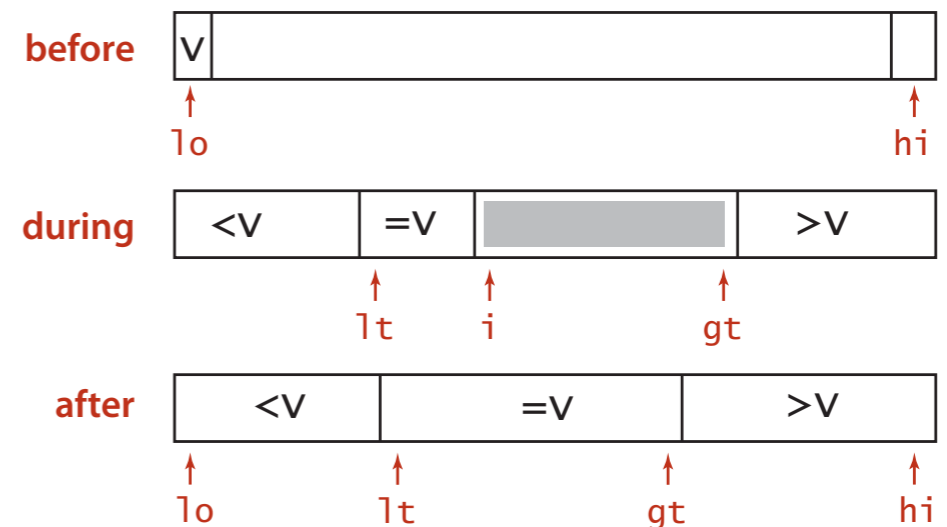 before V
lo hi
during <V =V >V
lt i gt
after <V =V >V
lo lt gt hi